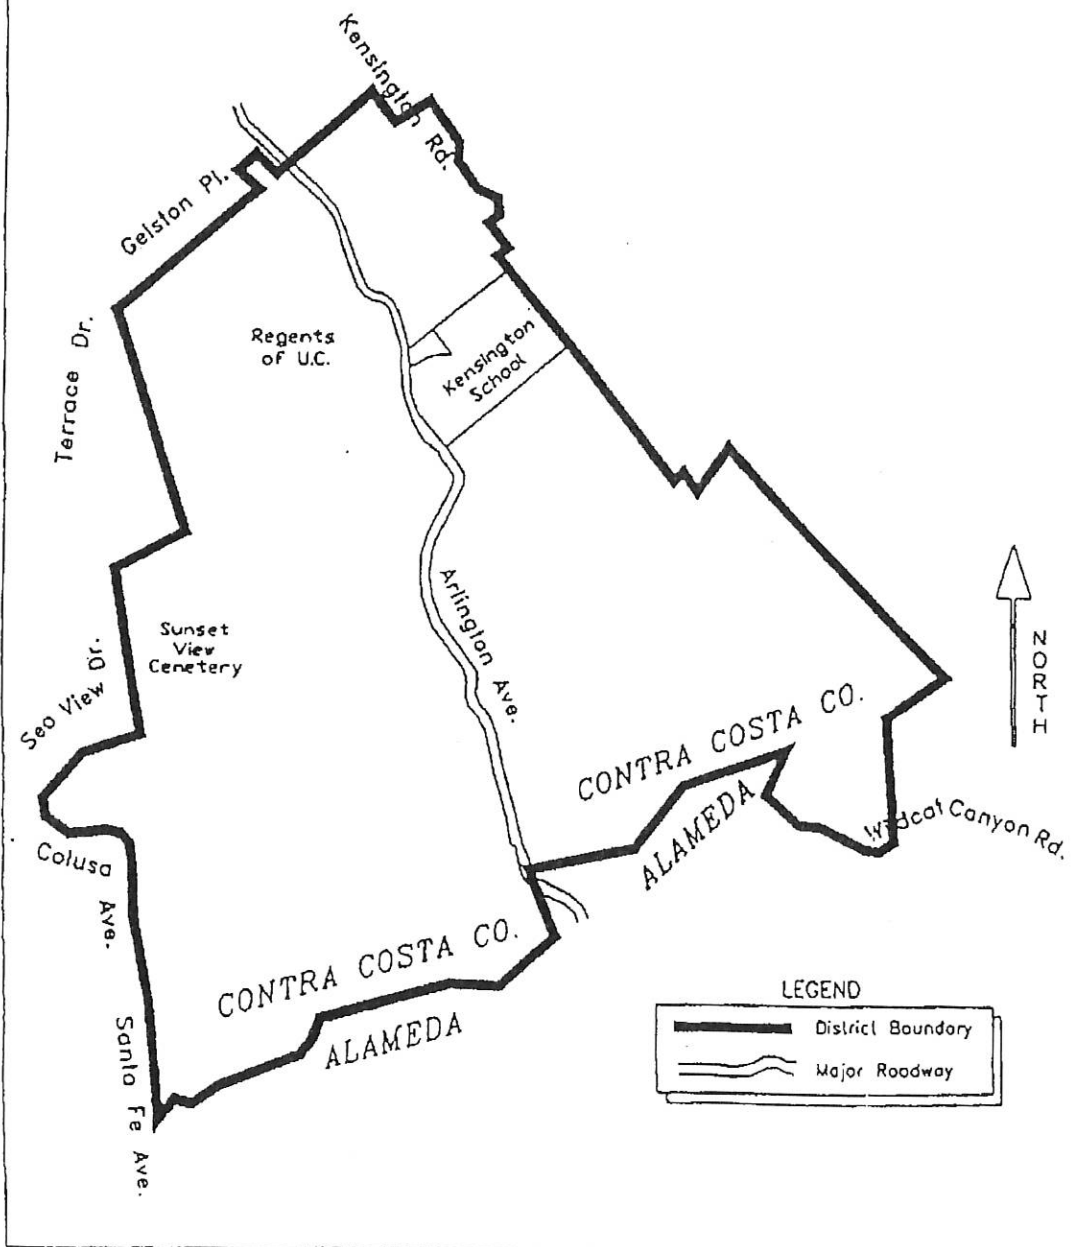 Kensington Rd.
Gelston Pl.
Terrace Dr.
Regents
of U.C.
Kensington
School
Arlington Ave.
Sunset
View
Cemetery
Sea View Dr.
NORTH
CONTRA COSTA CO.
ALAMEDA
Wildcat Canyon Rd.
Colusa Ave.
CONTRA COSTA CO.
ALAMEDA
Santa Fe Ave.
LEGEND
District Boundary
Major Roadway